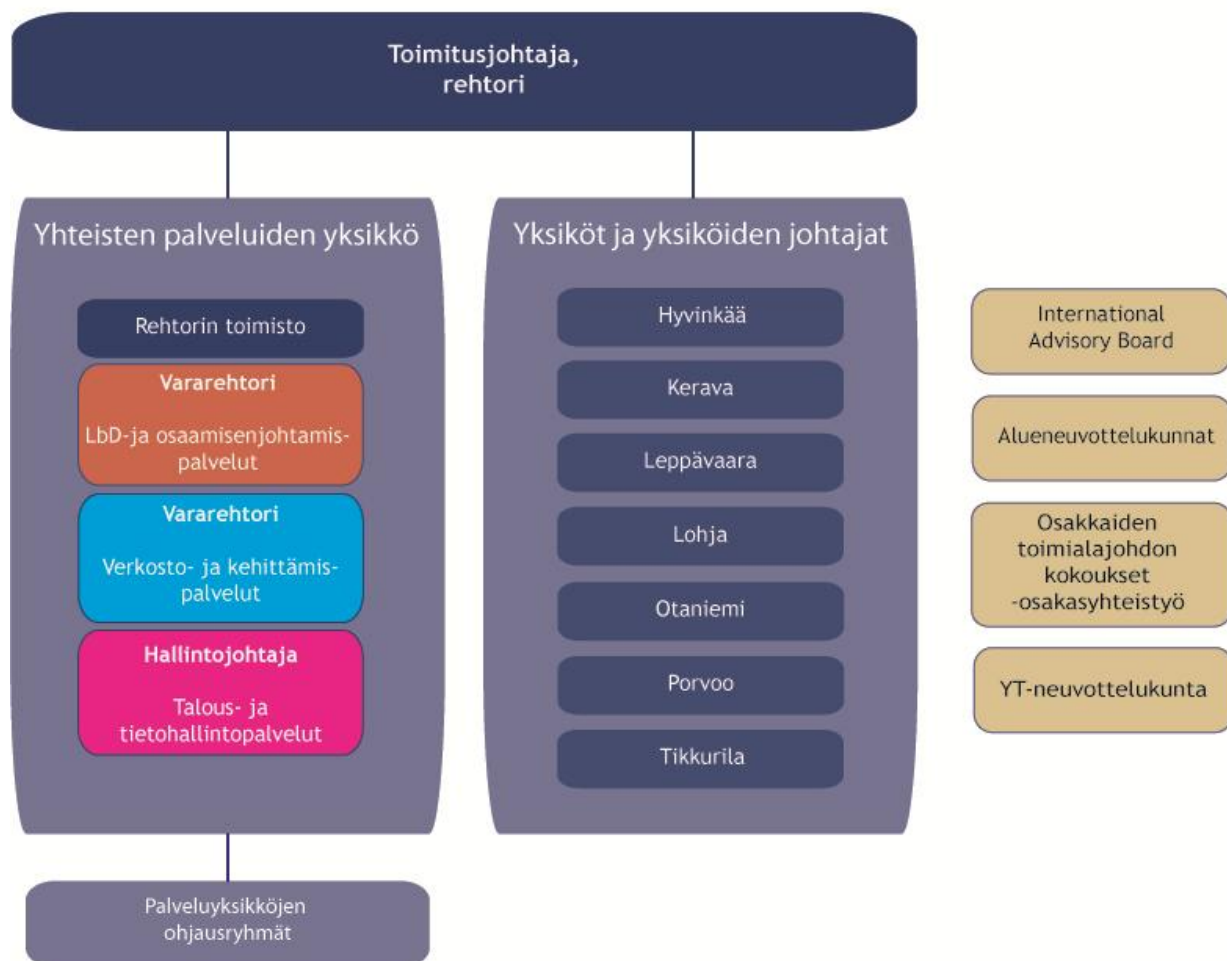 Toimitusjohtaja,
rehtori
Yhteisten palveluiden yksikkö
Rehtorin toimisto
Vararehtori
LbD-ja osaamisenjohtamis-
palvelut
Vararehtori
Verkosto- ja kehittämis-
palvelut
Hallintojohtaja
Talous- ja
tietohallintopalvelut
Palveluyksikköjen
ohjausryhmät
Yksiköt ja yksiköiden johtajat
Hyvinkää
Kerava
Leppävaara
Lohja
Otaniemi
Porvoo
Tikkurila
International
Advisory Board
Alueneuvottelukunnat
Osakkaiden
toimialajohdon
kokoukset
-osakasyhteistyö
YT-neuvottelukunta